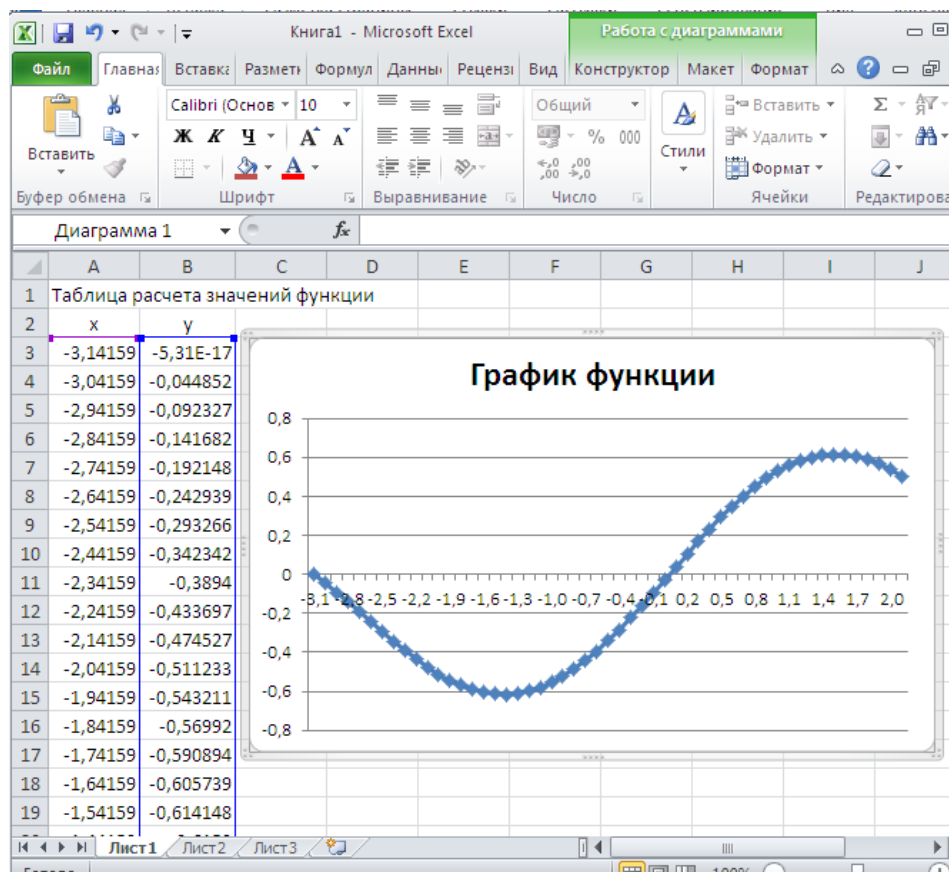 Книга1 - Microsoft Excel
Работа с диаграммами
Файл Главная Вставка Разметк Формул Данны Реценз Вид Конструктор Макет Формат
Вставить
Calibri (Основ 10
Ж К Ч А А
Общий
% 000
Стили
Вставить
Удалить
Формат
Буфер обмена Шрифт Выравнивание Число Ячейки Редактирова
Диаграмма 1 fx
A B C D E F G H I J
1 Таблица расчета значений функции
2 x y
3 -3,14159 -5,31E-17
4 -3,04159 -0,044852
5 -2,94159 -0,092327
6 -2,84159 -0,141682
7 -2,74159 -0,192148
8 -2,64159 -0,242939
9 -2,54159 -0,293266
10 -2,44159 -0,342342
11 -2,34159 -0,3894
12 -2,24159 -0,433697
13 -2,14159 -0,474527
14 -2,04159 -0,511233
15 -1,94159 -0,543211
16 -1,84159 -0,56992
17 -1,74159 -0,590894
18 -1,64159 -0,605739
19 -1,54159 -0,614148
График функции
0,8
0,6
0,4
0,2
0
-0,2
-0,4
-0,6
-0,8
-3,1 -2,8 -2,5 -2,2 -1,9 -1,6 -1,3 -1,0 -0,7 -0,4 -0,1 0,2 0,5 0,8 1,1 1,4 1,7 2,0
Лист1 Лист2 Лист3